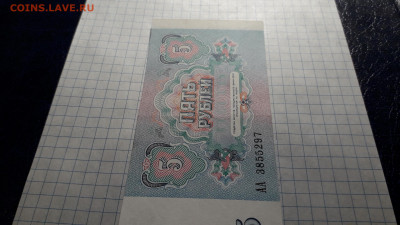 COINS.LAVE.RU
5
ПЯТЬ
РУБЛЕЙ
5
АА 3855297